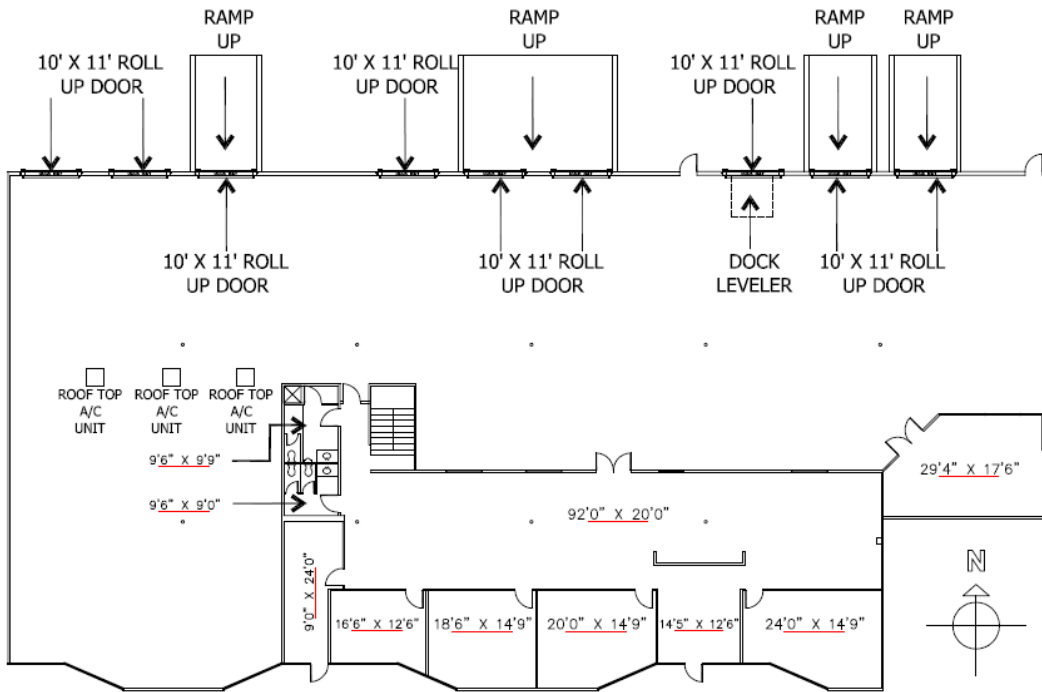 RAMP
UP
RAMP
UP
RAMP
UP
RAMP
UP
10' X 11' ROLL
UP DOOR
10' X 11' ROLL
UP DOOR
10' X 11' ROLL
UP DOOR
10' X 11' ROLL
UP DOOR
10' X 11' ROLL
UP DOOR
DOCK
LEVELER
10' X 11' ROLL
UP DOOR
ROOF TOP
A/C
UNIT
ROOF TOP
A/C
UNIT
ROOF TOP
A/C
UNIT
9'6" X 9'9"
9'6" X 9'0"
29'4" X 17'6"
92'0" X 20'0"
9'0" X 24'0"
16'6" X 12'6"
18'6" X 14'9"
20'0" X 14'9"
14'5" X 12'6"
24'0" X 14'9"
N